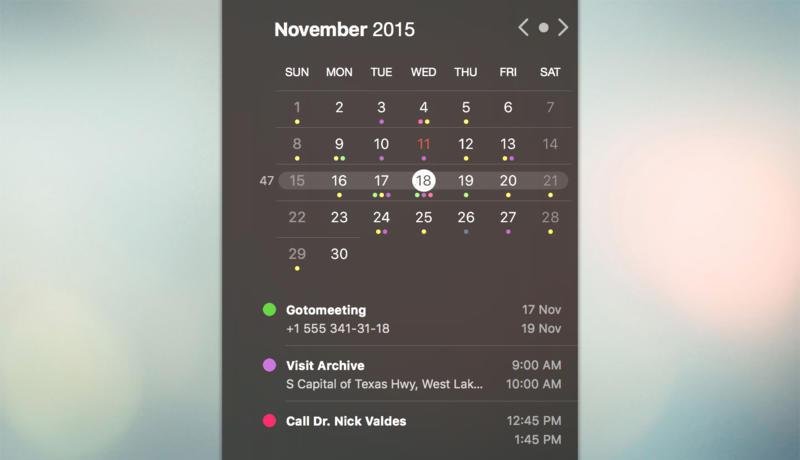 November 2015
SUN MON TUE WED THU FRI SAT
1 2 3 4 5 6 7
8 9 10 11 12 13 14
47 15 16 17 18 19 20 21
22 23 24 25 26 27 28
29 30
Gotomeeting 17 Nov
+1 555 341-31-18 19 Nov
Visit Archive 9:00 AM
S Capital of Texas Hwy, West Lak... 10:00 AM
Call Dr. Nick Valdes 12:45 PM
1:45 PM